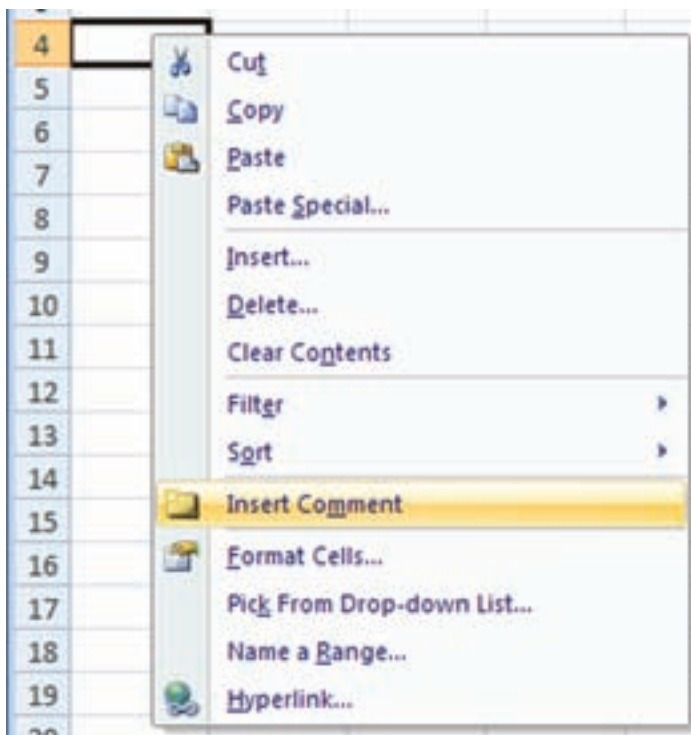 4
Cut
5
Copy
6
Paste
7
Paste Special...
8
9
Insert...
10
Delete...
11
Clear Contents
12
Filter
13
Sort
14
Insert Comment
15
16
Format Cells...
17
Pick From Drop-down List...
18
Name a Range...
19
Hyperlink...